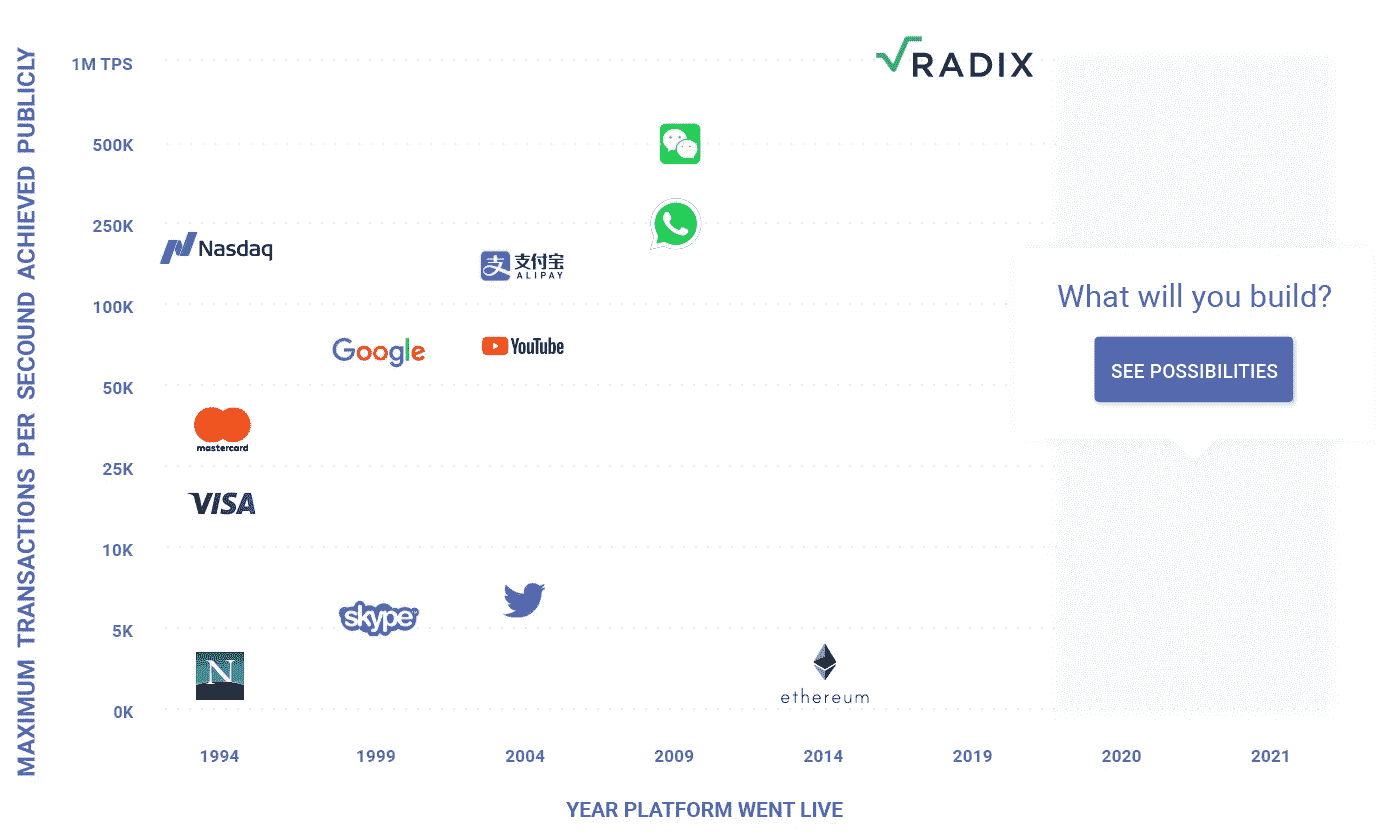 MAXIMUM TRANSACTIONS PER SECOUND ACHIEVED PUBLICLY
1M TPS
RADIX
500K
250K
Nasdaq
支付宝
ALIPAY
100K
What will you build?
Google
YouTube
SEE POSSIBILITIES
50K
mastercard
25K
VISA
10K
skype
5K
N
ethereum
0K
1994
1999
2004
2009
2014
2019
2020
2021
YEAR PLATFORM WENT LIVE